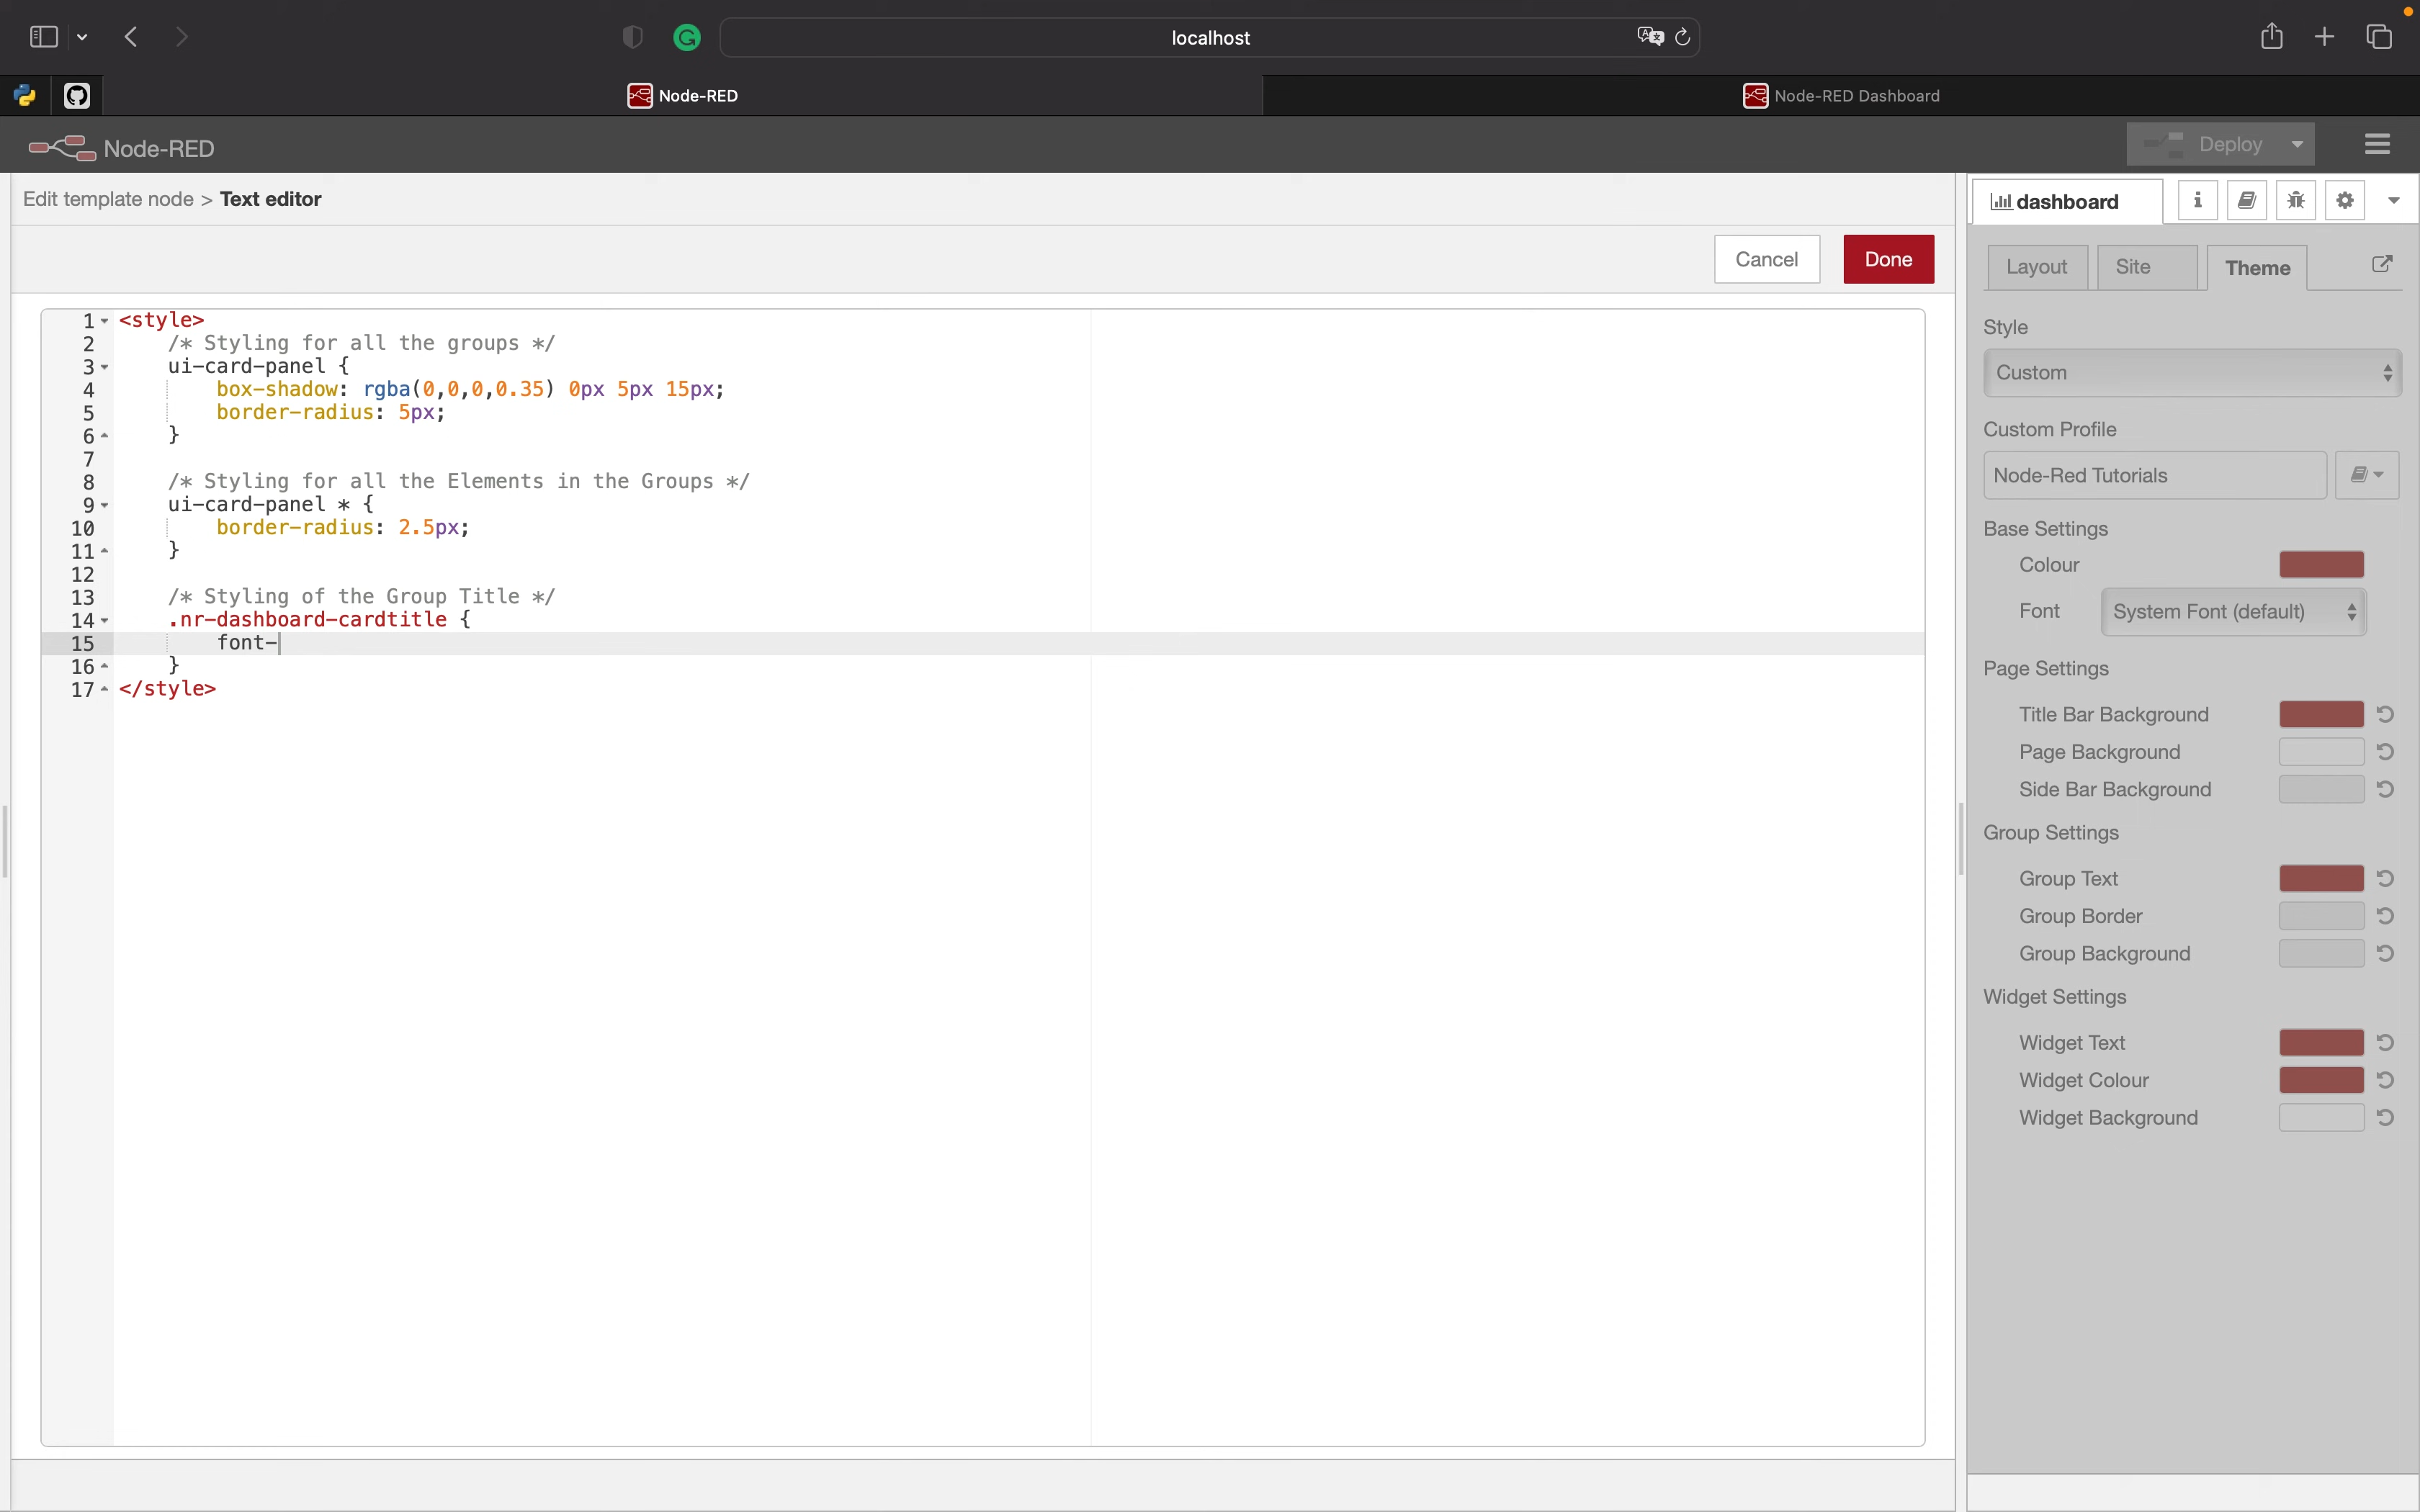 localhost
Node-RED
Node-RED Dashboard
Node-RED
Deploy
Edit template node > Text editor
dashboard
Cancel
Done
Layout
Site
Theme
1 <style>
2 /* Styling for all the groups */
3 ui-card-panel {
4 box-shadow: rgba(0,0,0,0.35) 0px 5px 15px;
5 border-radius: 5px;
6 }
7
8 /* Styling for all the Elements in the Groups */
9 ui-card-panel * {
10 border-radius: 2.5px;
11 }
12
13 /* Styling of the Group Title */
14 .nr-dashboard-cardtitle {
15 font-
16 }
17 </style>
Style
Custom
Custom Profile
Node-Red Tutorials
Base Settings
Colour
Font
System Font (default)
Page Settings
Title Bar Background
Page Background
Side Bar Background
Group Settings
Group Text
Group Border
Group Background
Widget Settings
Widget Text
Widget Colour
Widget Background